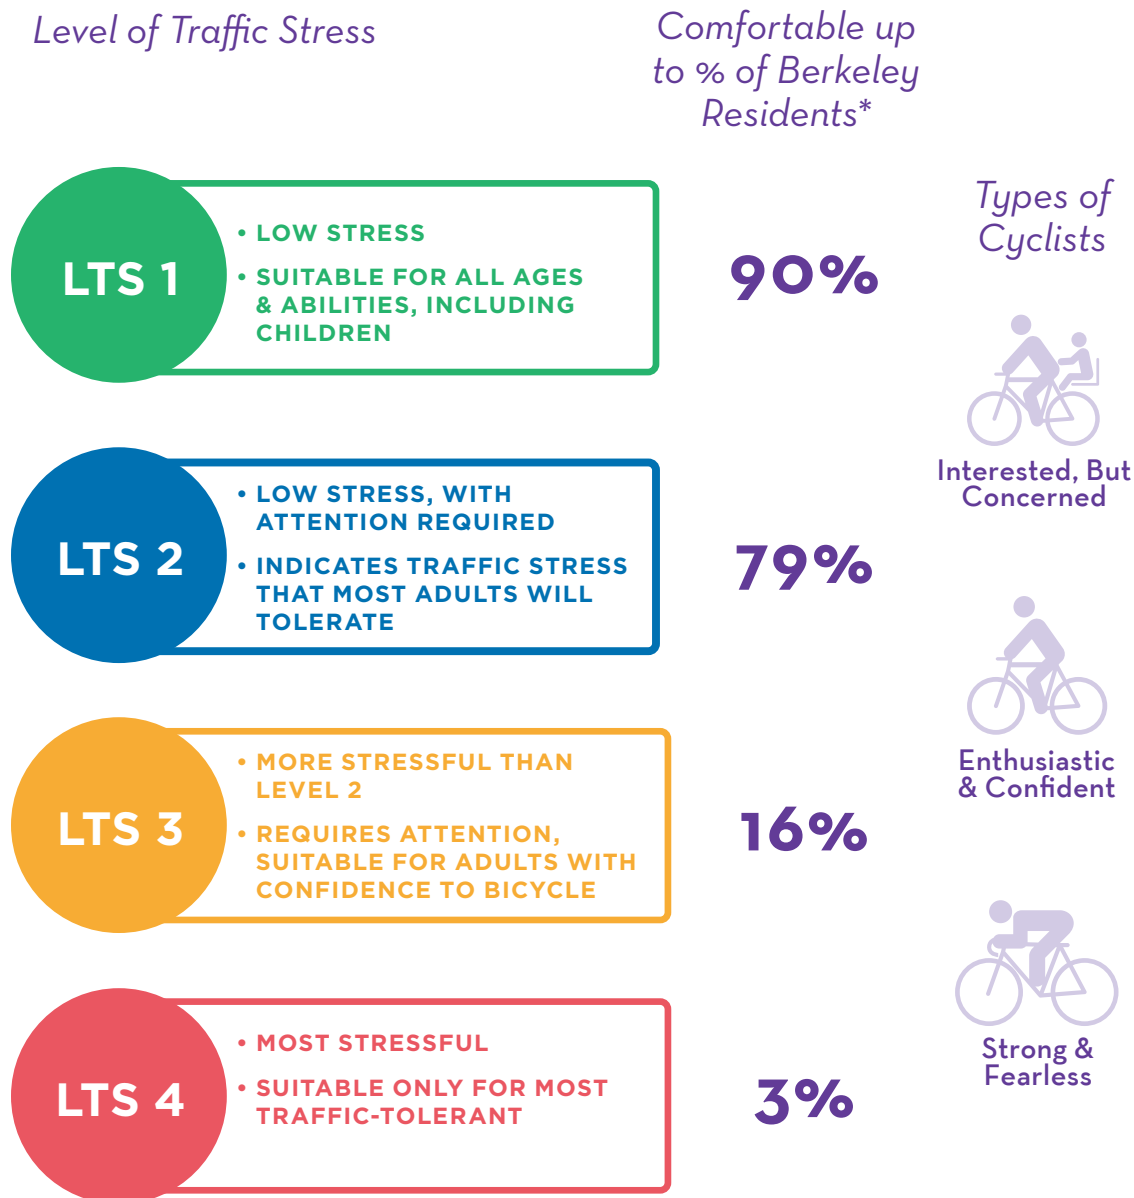 Level of Traffic Stress
Comfortable up
to % of Berkeley
Residents*
Types of
Cyclists
LTS 1
• LOW STRESS
• SUITABLE FOR ALL AGES
& ABILITIES, INCLUDING
CHILDREN
90%
Interested, But
Concerned
LTS 2
• LOW STRESS, WITH
ATTENTION REQUIRED
• INDICATES TRAFFIC STRESS
THAT MOST ADULTS WILL
TOLERATE
79%
Enthusiastic
& Confident
LTS 3
• MORE STRESSFUL THAN
LEVEL 2
• REQUIRES ATTENTION,
SUITABLE FOR ADULTS WITH
CONFIDENCE TO BICYCLE
16%
Strong &
Fearless
LTS 4
• MOST STRESSFUL
• SUITABLE ONLY FOR MOST
TRAFFIC-TOLERANT
3%